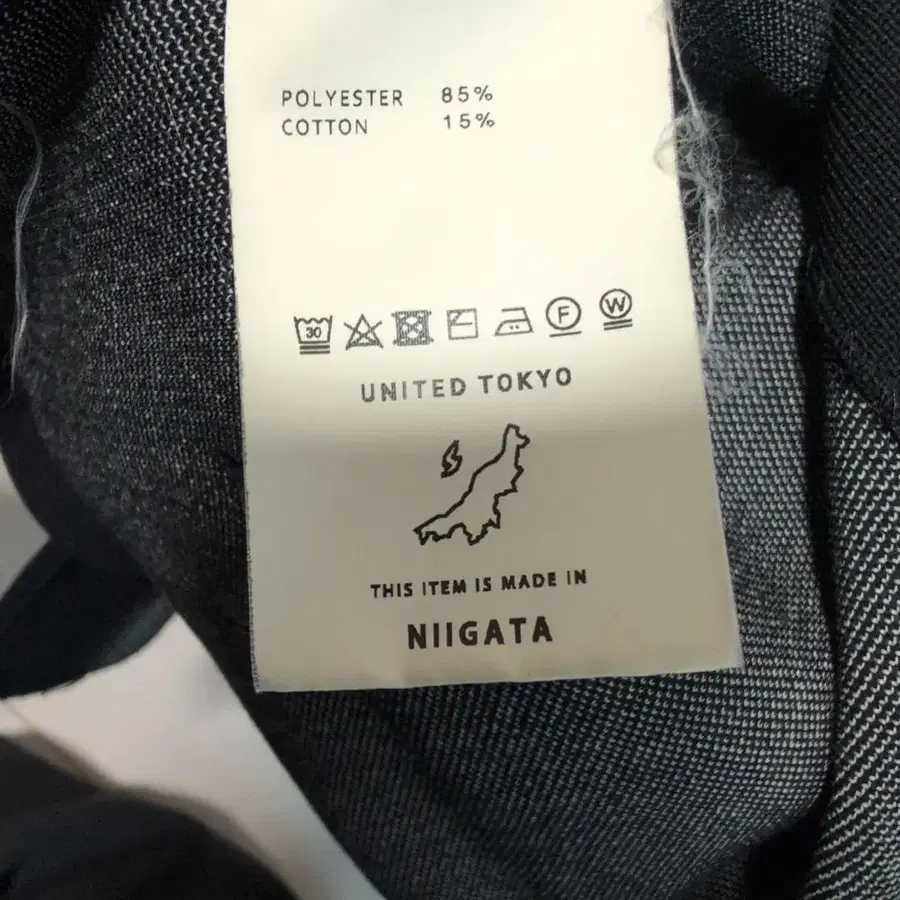 POLYESTER 85%
COTTON 15%
30 F W
UNITED TOKYO
THIS ITEM IS MADE IN
NIIGATA